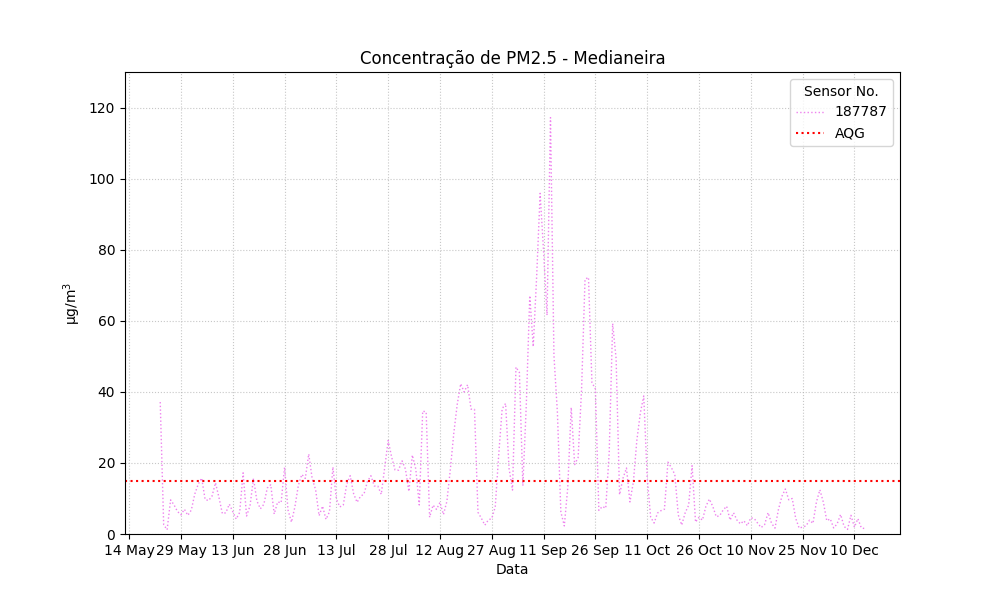 Concentração de PM2.5 - Medianeira
Sensor No.
187787
AQG
120
100
80
60
40
20
0
µg/m³
14 May 29 May 13 Jun 28 Jun 13 Jul 28 Jul 12 Aug 27 Aug 11 Sep 26 Sep 11 Oct 26 Oct 10 Nov 25 Nov 10 Dec
Data